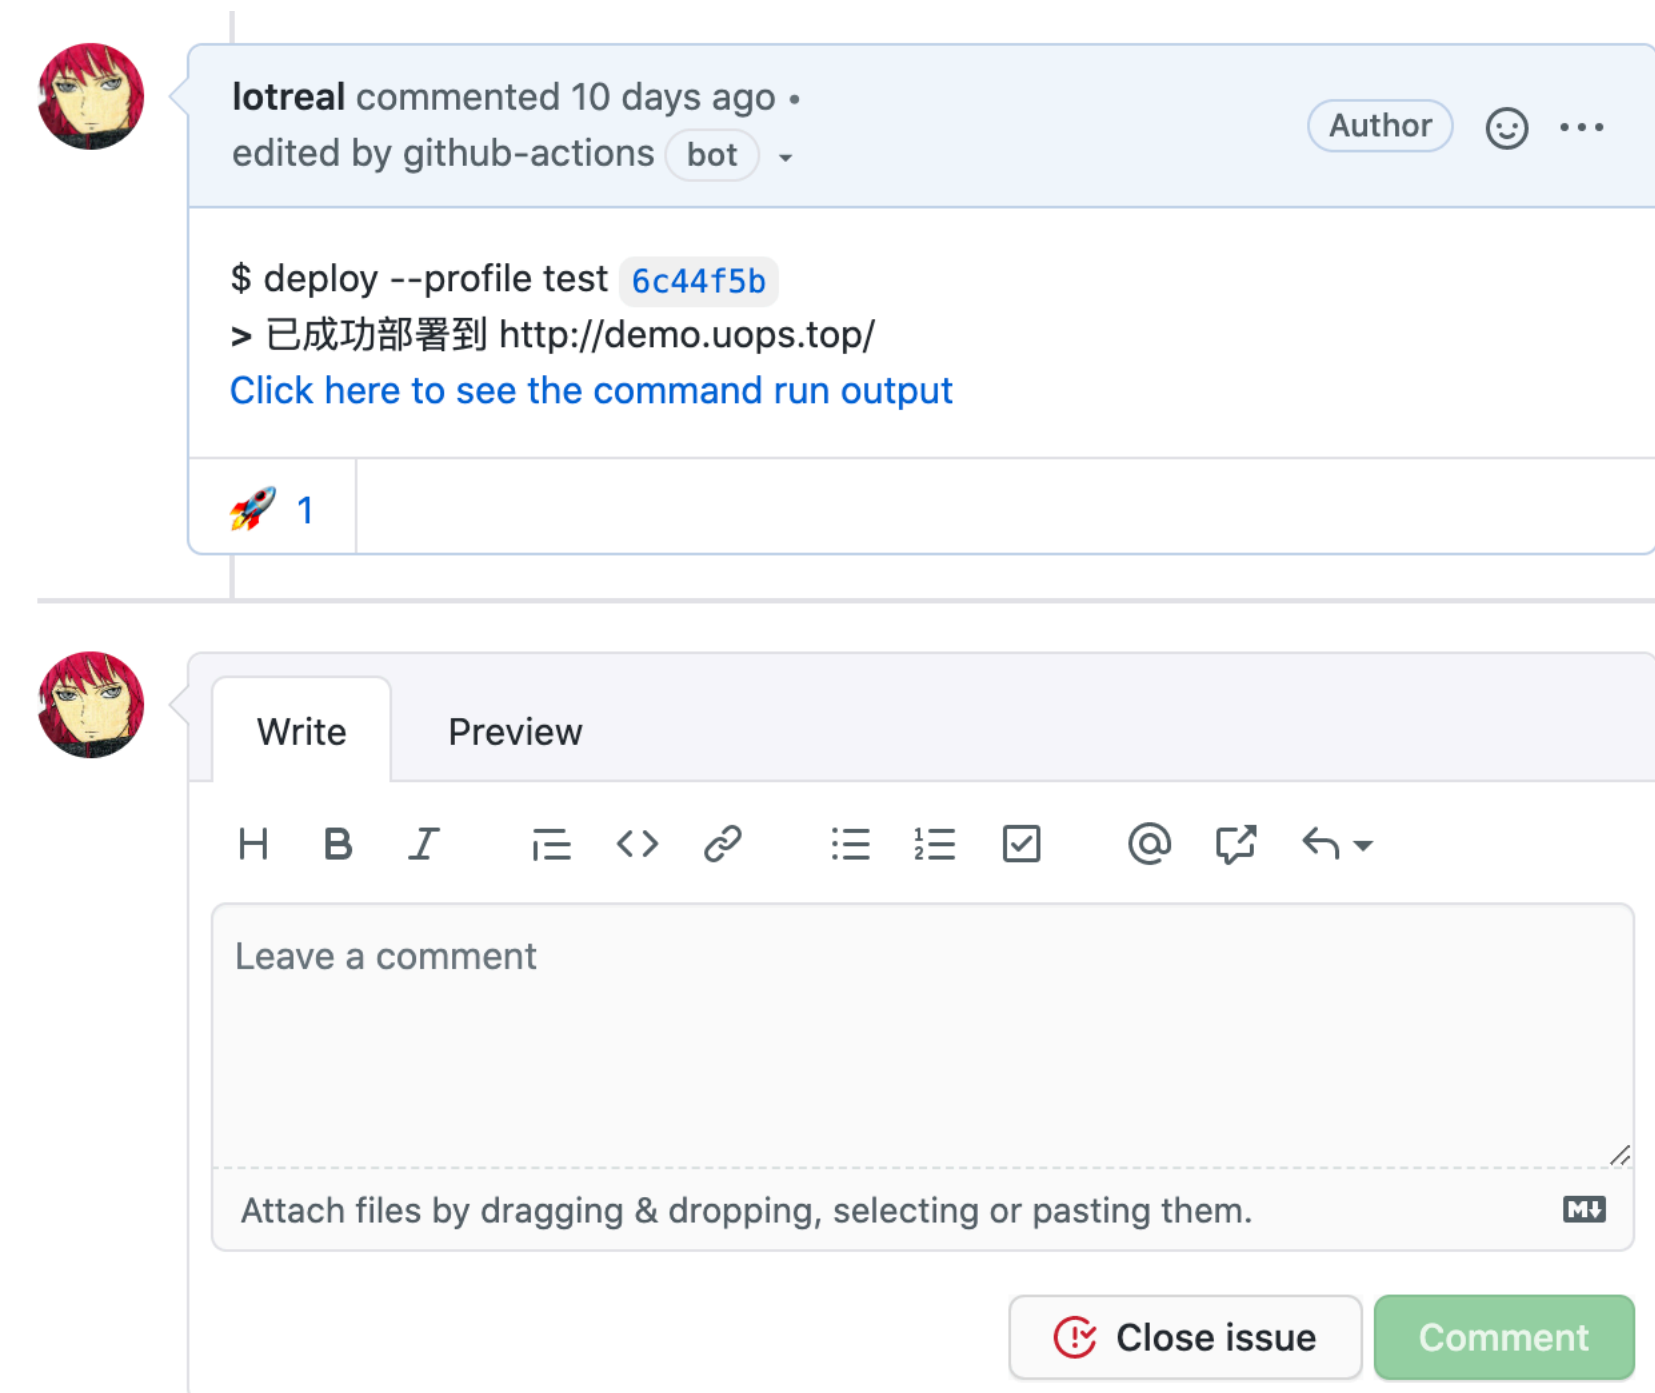 lotreal commented 10 days ago •
edited by github-actions bot
Author
$ deploy --profile test 6c44f5b
> 已成功部署到 http://demo.uops.top/
Click here to see the command run output
1
Write
Preview
Leave a comment
Attach files by dragging & dropping, selecting or pasting them.
Close issue
Comment